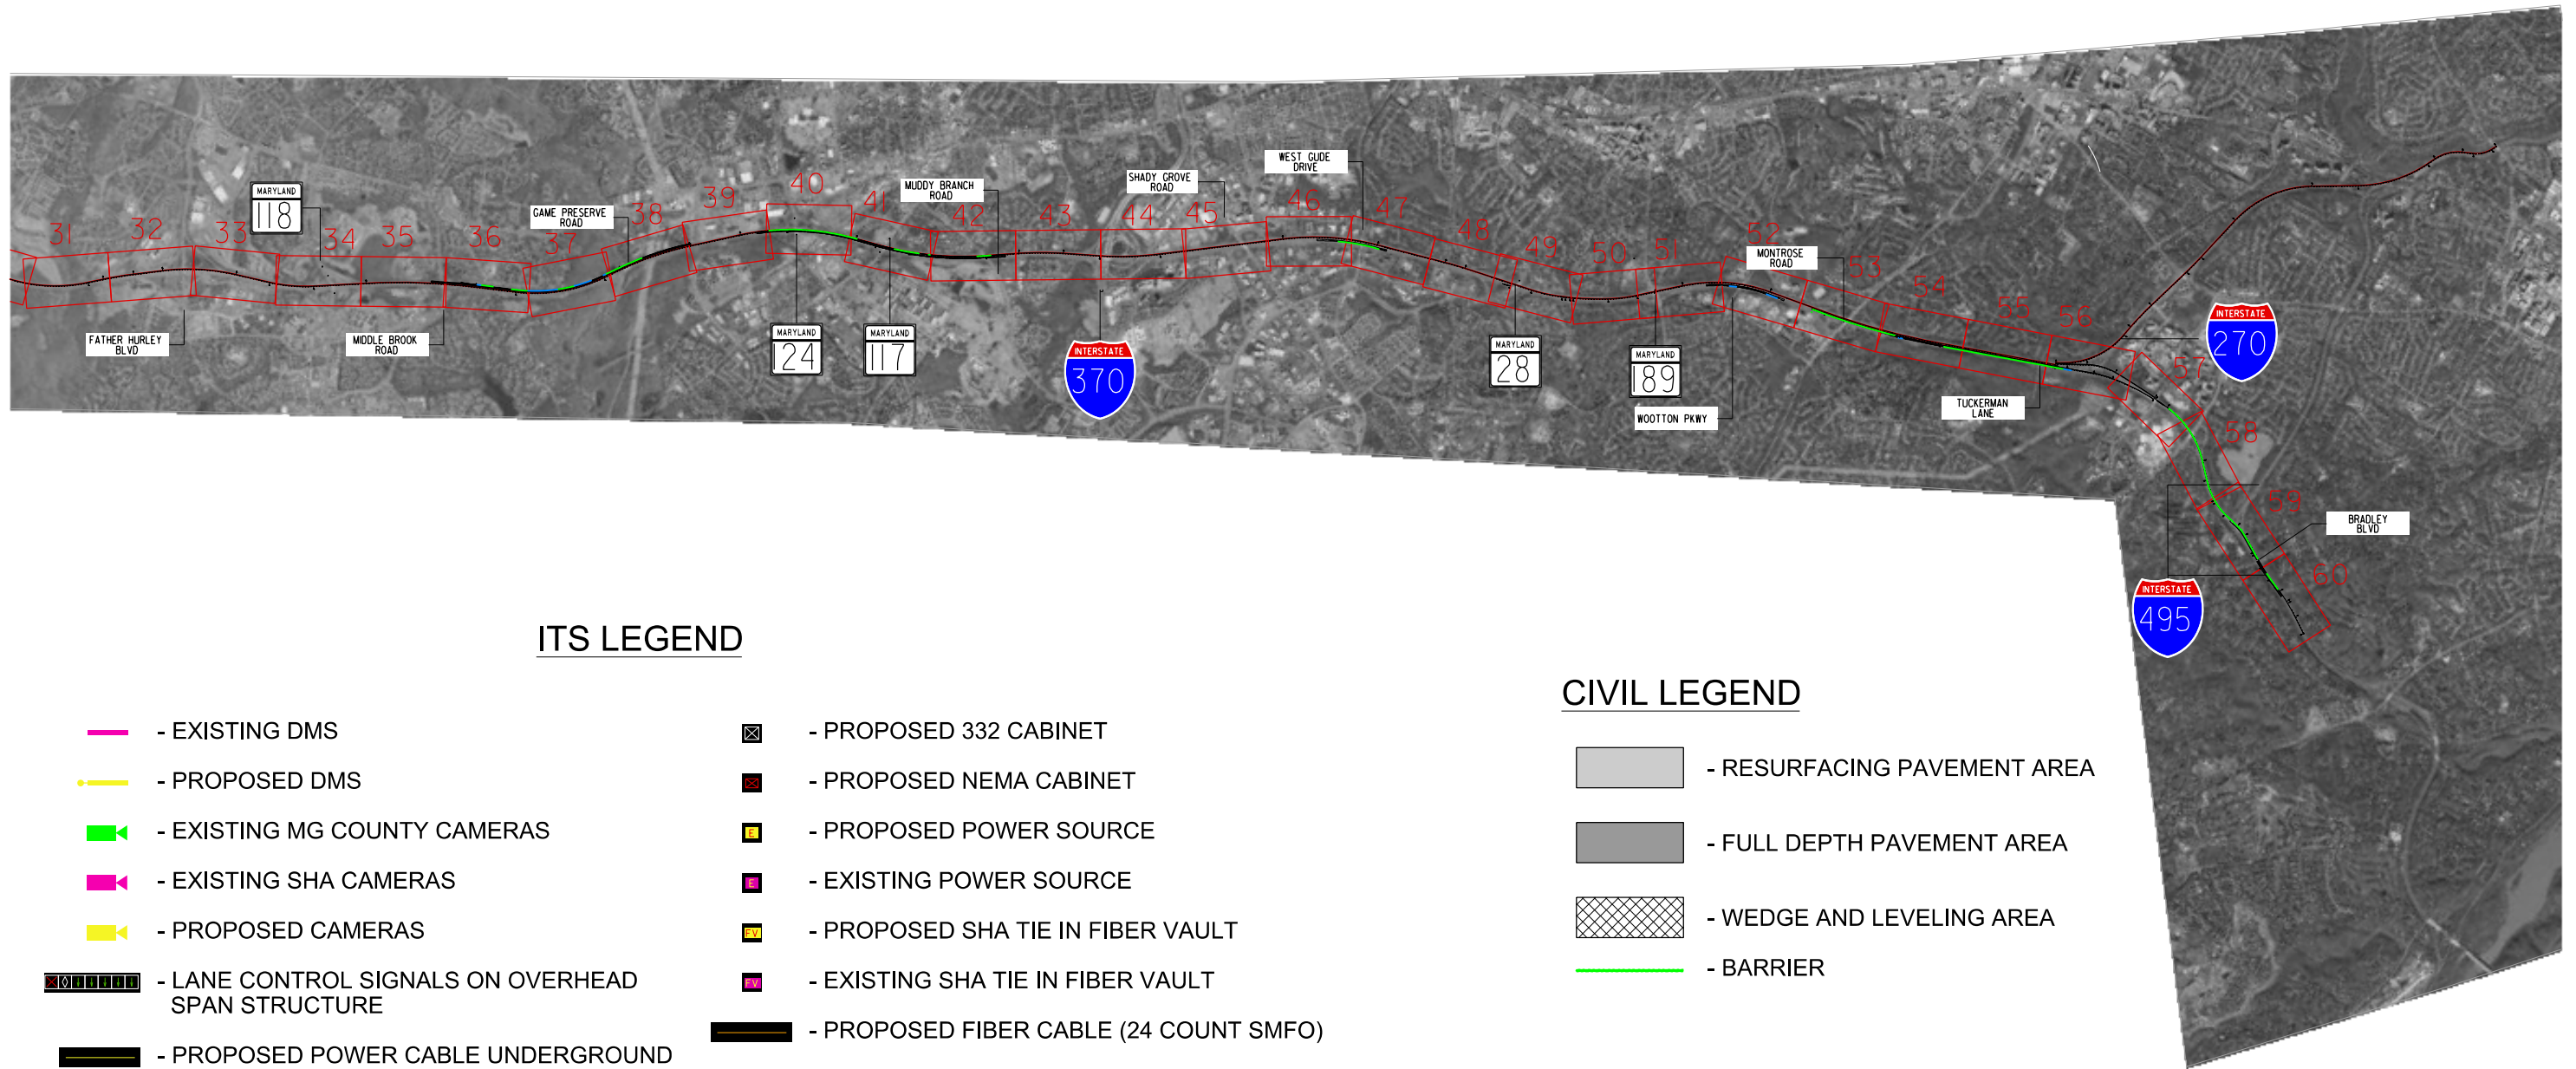 31
32
33
MARYLAND
118
34
35
36
37
GAME PRESERVE
ROAD
38
39
40
41
MUDDY BRANCH
ROAD
42
43
44
SHADY GROVE
ROAD
45
WEST GUDE
DRIVE
46
47
48
49
50
51
52
MONTROSE
ROAD
53
54
55
56
57
58
59
60
FATHER HURLEY
BLVD
MIDDLE BROOK
ROAD
MARYLAND
124
MARYLAND
117
INTERSTATE
370
MARYLAND
28
MARYLAND
189
WOOTTON PKWY
TUCKERMAN
LANE
INTERSTATE
270
BRADLEY
BLVD
INTERSTATE
495
ITS LEGEND
- EXISTING DMS
- PROPOSED DMS
- EXISTING MG COUNTY CAMERAS
- EXISTING SHA CAMERAS
- PROPOSED CAMERAS
- LANE CONTROL SIGNALS ON OVERHEAD
SPAN STRUCTURE
- PROPOSED POWER CABLE UNDERGROUND
- PROPOSED 332 CABINET
- PROPOSED NEMA CABINET
E - PROPOSED POWER SOURCE
E - EXISTING POWER SOURCE
FV - PROPOSED SHA TIE IN FIBER VAULT
FV - EXISTING SHA TIE IN FIBER VAULT
- PROPOSED FIBER CABLE (24 COUNT SMFO)
CIVIL LEGEND
- RESURFACING PAVEMENT AREA
- FULL DEPTH PAVEMENT AREA
- WEDGE AND LEVELING AREA
- BARRIER